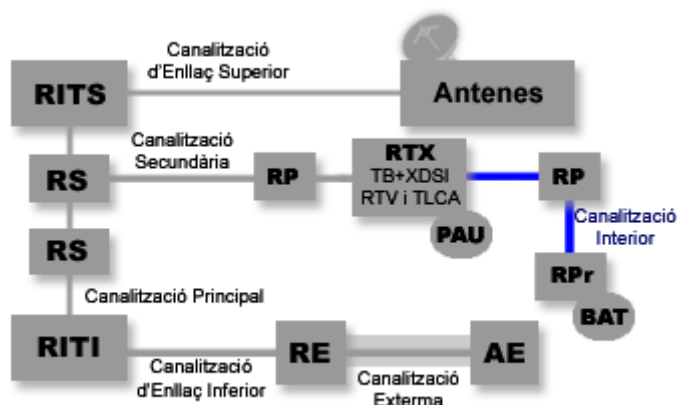 Canalització
d'Enllaç Superior
RITS
Antenes
Canalització
Secundària
RS
RP
RTX
TB+XDSI
RTV i TLCA
PAU
RP
Canalització
Interior
RS
RPr
BAT
Canalització Principal
RITI
Canalització
d'Enllaç Inferior
RE
Canalització
Exterma
AE